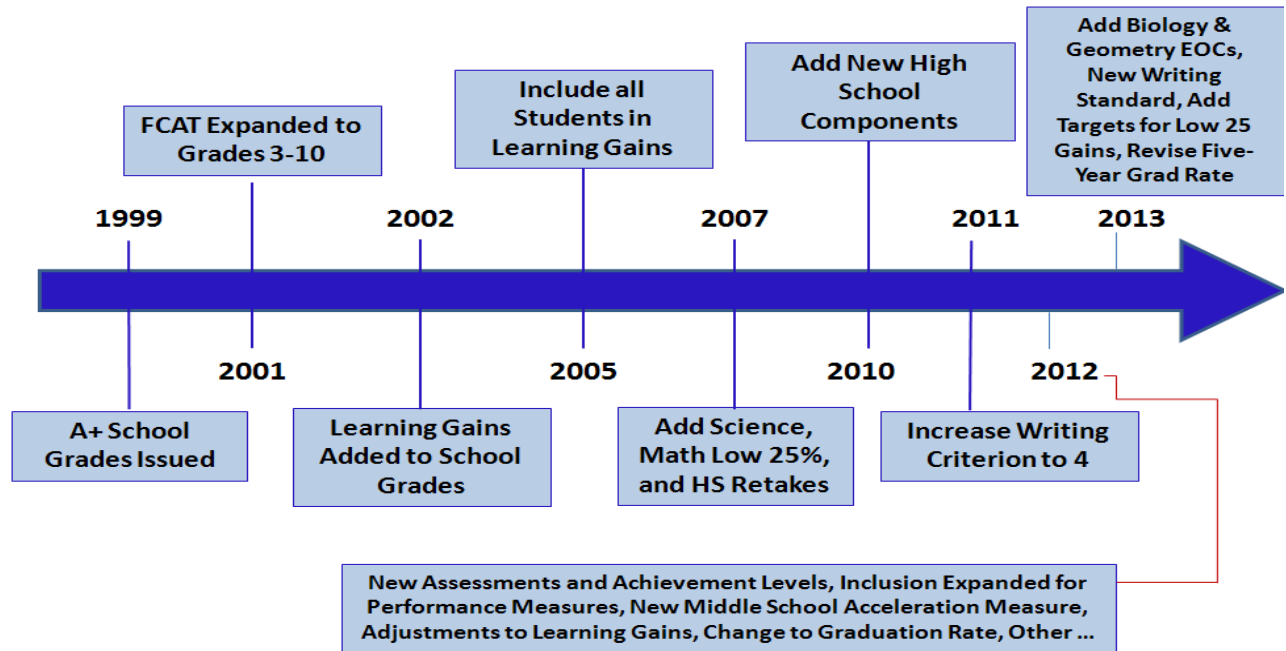 Add Biology &
Geometry EOCs,
New Writing
Standard, Add
Targets for Low 25
Gains, Revise Five-
Year Grad Rate
Add New High
School
Components
Include all
Students in
Learning Gains
FCAT Expanded to
Grades 3-10
1999
2002
2007
2011
2013
2001
2005
2010
2012
A+ School
Grades Issued
Learning Gains
Added to School
Grades
Add Science,
Math Low 25%,
and HS Retakes
Increase Writing
Criterion to 4
New Assessments and Achievement Levels, Inclusion Expanded for
Performance Measures, New Middle School Acceleration Measure,
Adjustments to Learning Gains, Change to Graduation Rate, Other ...